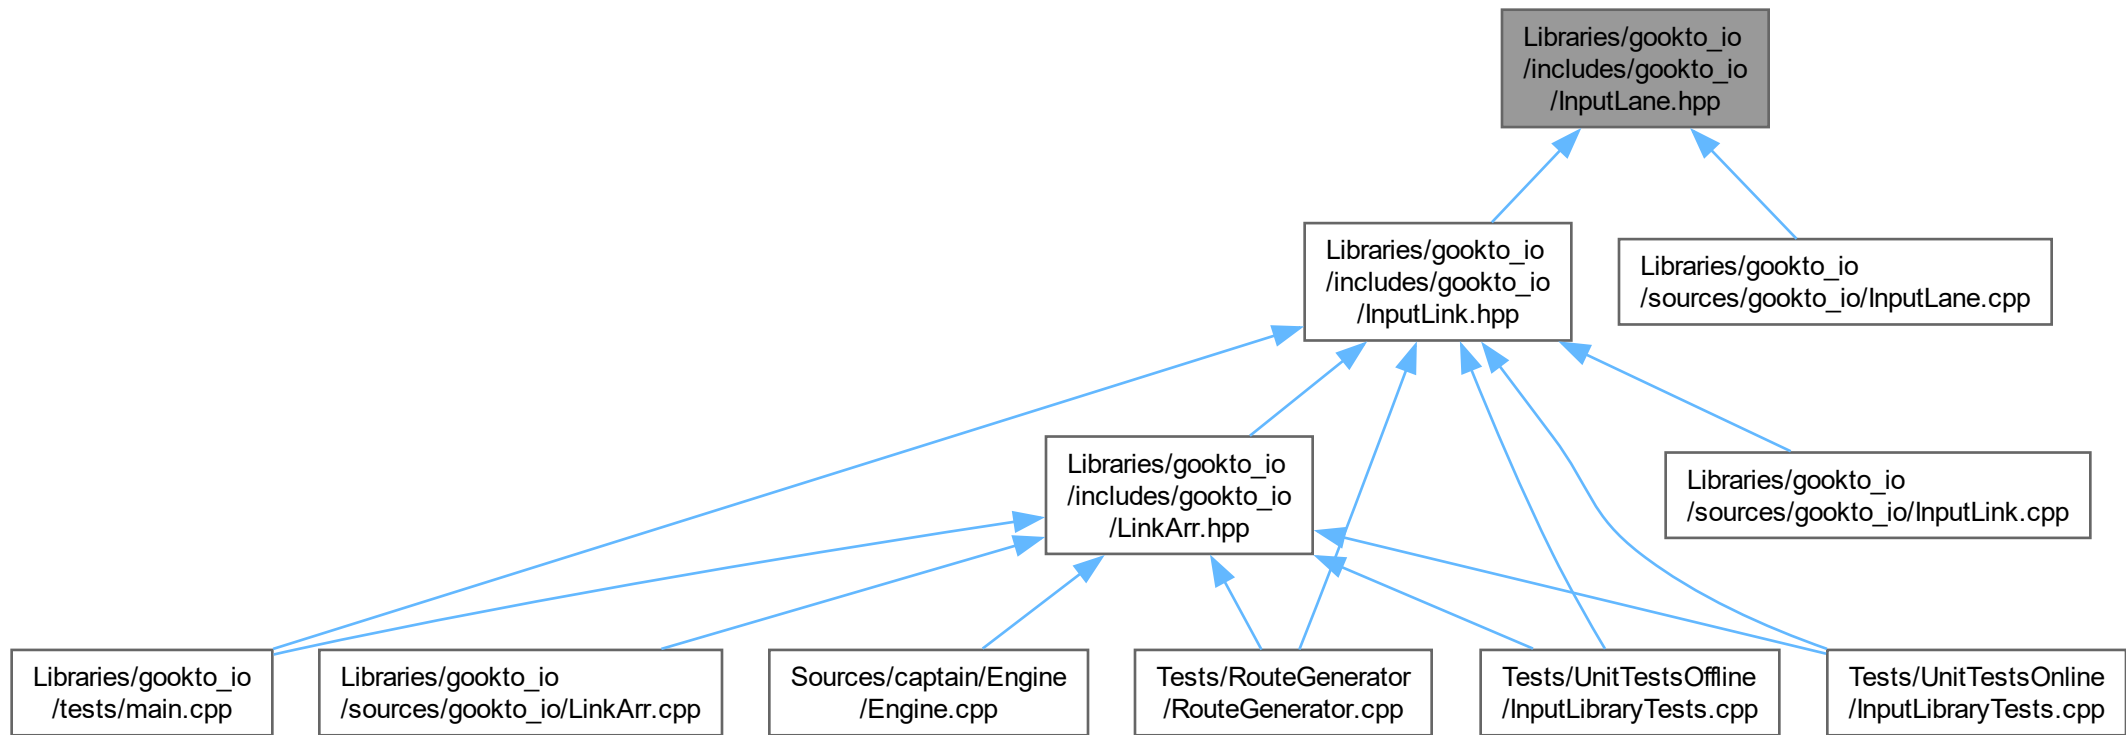 Libraries/gookto_io
/includes/gookto_io
/InputLane.hpp
Libraries/gookto_io
/includes/gookto_io
/InputLink.hpp
Libraries/gookto_io
/sources/gookto_io/InputLane.cpp
Libraries/gookto_io
/includes/gookto_io
/LinkArr.hpp
Libraries/gookto_io
/sources/gookto_io/InputLink.cpp
Libraries/gookto_io
/tests/main.cpp
Libraries/gookto_io
/sources/gookto_io/LinkArr.cpp
Sources/captain/Engine
/Engine.cpp
Tests/RouteGenerator
/RouteGenerator.cpp
Tests/UnitTestsOffline
/InputLibraryTests.cpp
Tests/UnitTestsOnline
/InputLibraryTests.cpp